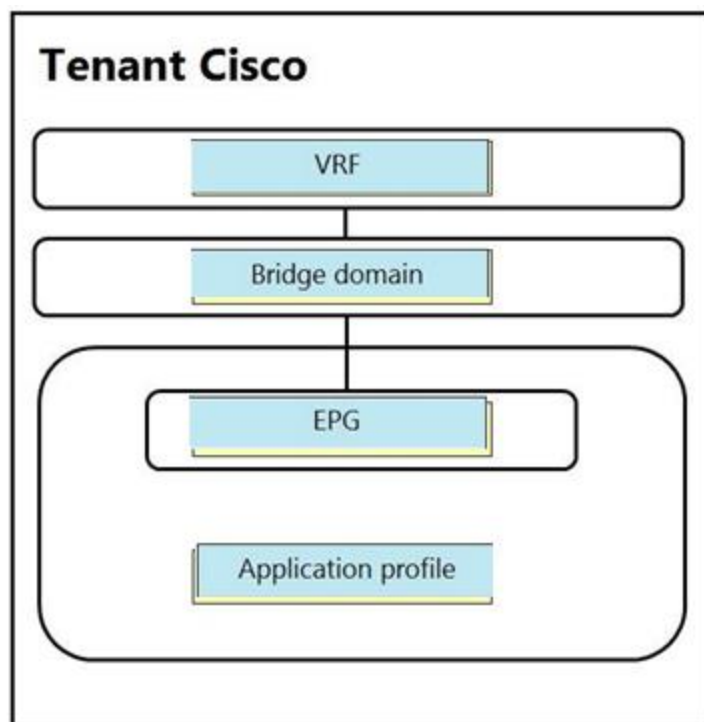 Tenant Cisco
VRF
Bridge domain
EPG
Application profile